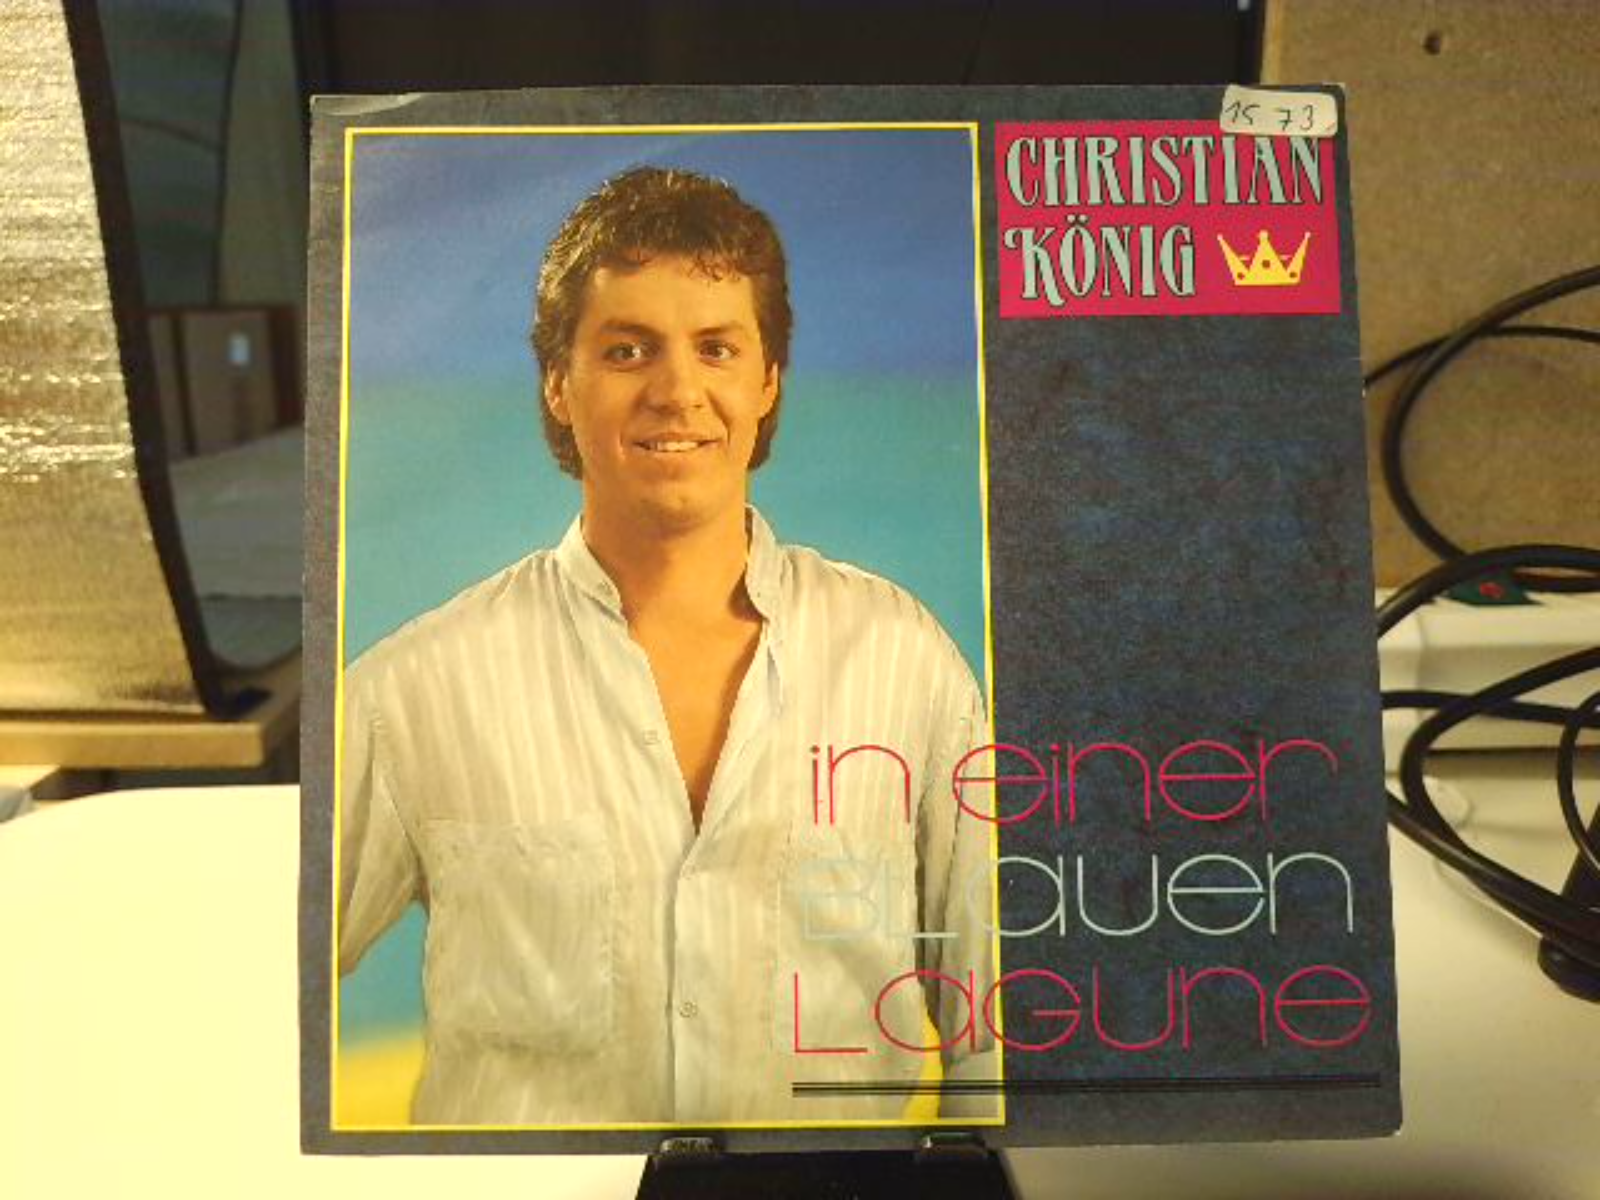 15 73
CHRISTIAN
KÖNIG
in einer
BLauen
Lagune